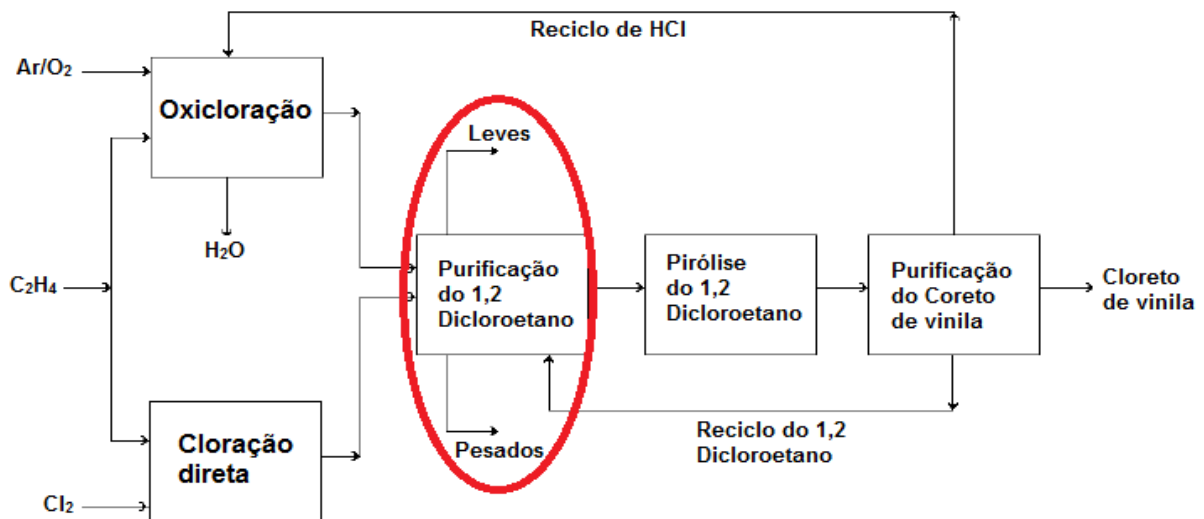 Reciclo de HCl
Ar/O₂
Oxicloração
Leves
H₂O
C₂H₄
Purificação
do 1,2
Dicloroetano
Pirólise
do 1,2
Dicloroetano
Purificação
do Coreto
de vinila
Cloreto
de vinila
Pesados
Reciclo do 1,2
Dicloroetano
Cloração
direta
Cl₂